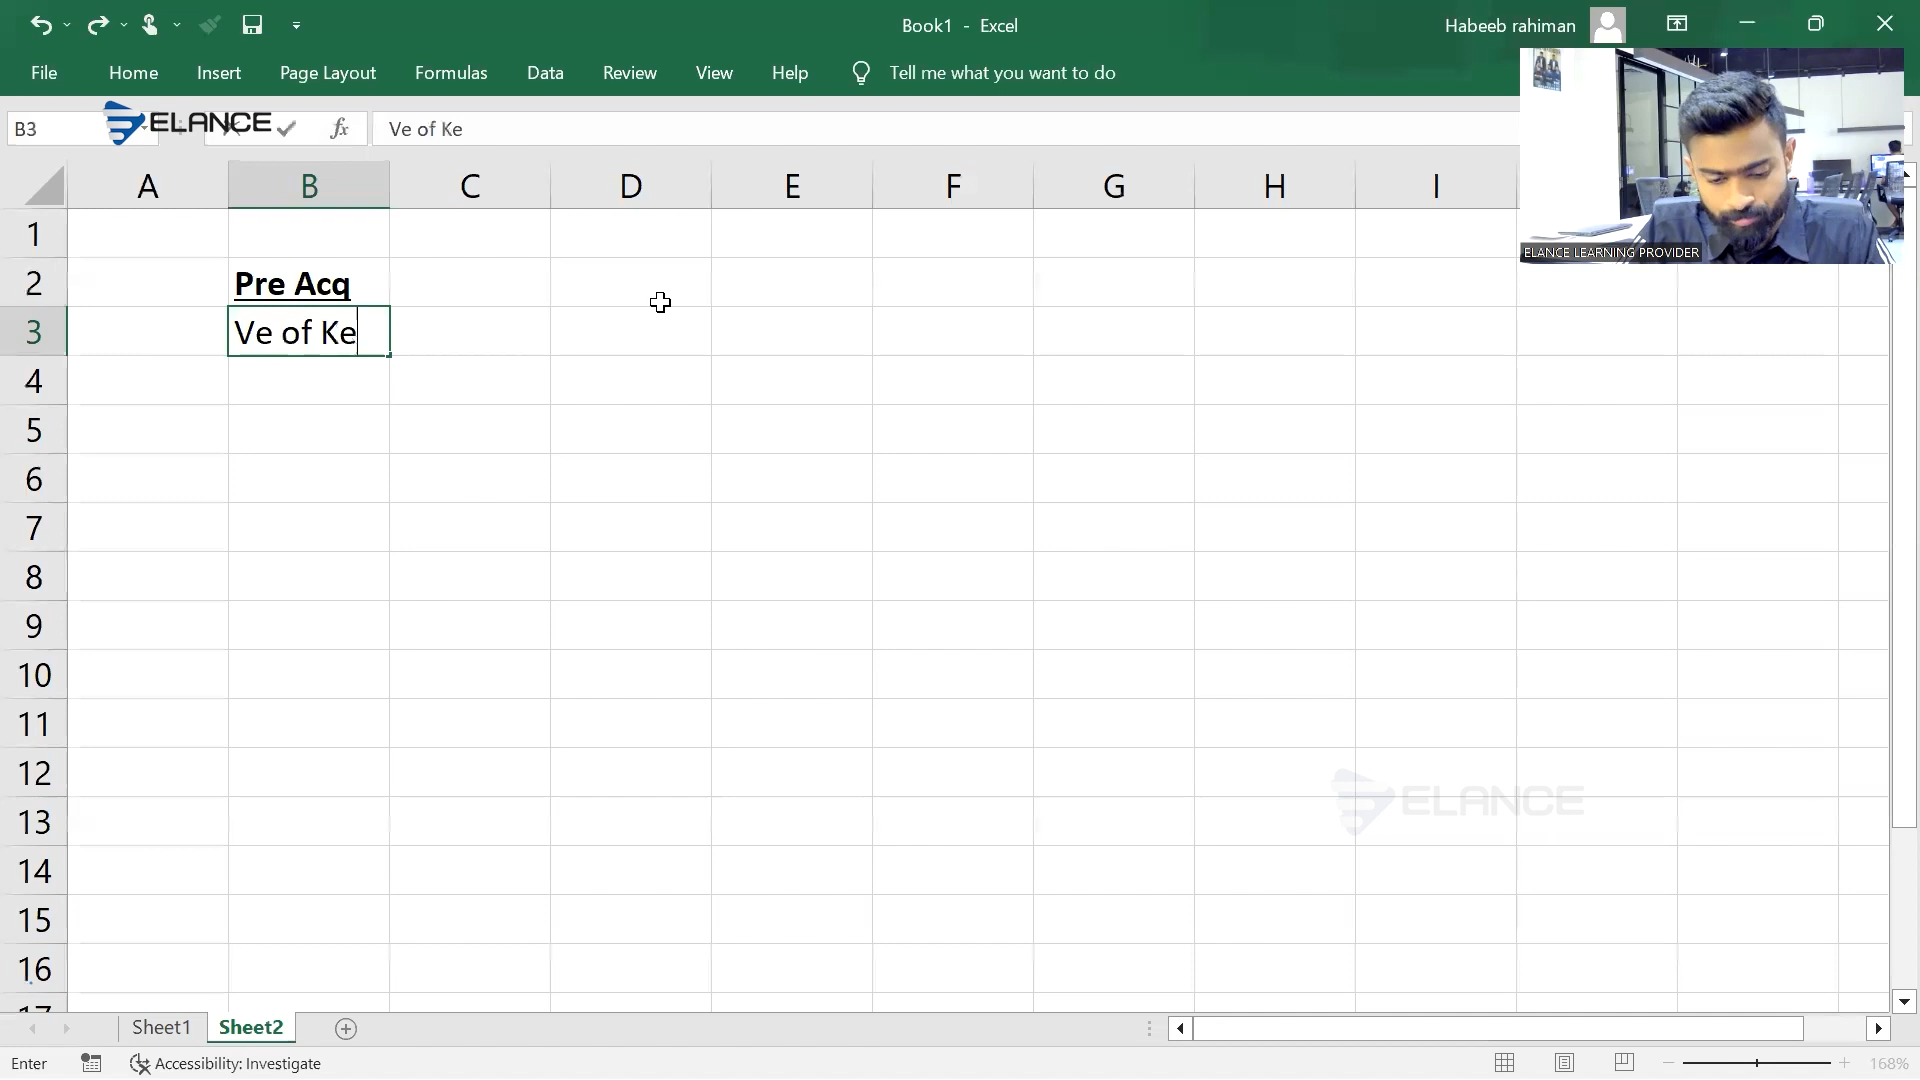 Book1 - Excel
Habeeb rahiman
File Home Insert Page Layout Formulas Data Review View Help Tell me what you want to do
B3 ELANCE fx Ve of Ke
ELANCE LEARNING PROVIDER
A B C D E F G H I
1
2 Pre Acq
3 Ve of Ke
4
5
6
7
8
9
10
11
12
13
ELANCE
14
15
16
17
Sheet1 Sheet2
Enter Accessibility: Investigate 168%